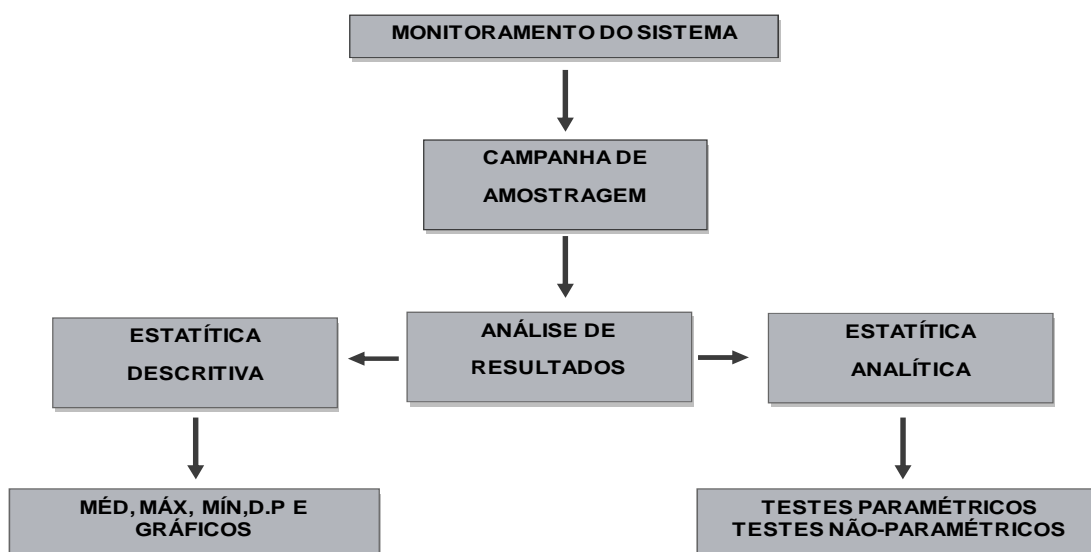 MONITORAMENTO DO SISTEMA
CAMPANHA DE
AMOSTRAGEM
ESTATÍTICA
DESCRITIVA
ANÁLISE DE
RESULTADOS
ESTATÍTICA
ANALÍTICA
MÉD, MÁX, MÍN,D.P E
GRÁFICOS
TESTES PARAMÉTRICOS
TESTES NÃO-PARAMÉTRICOS